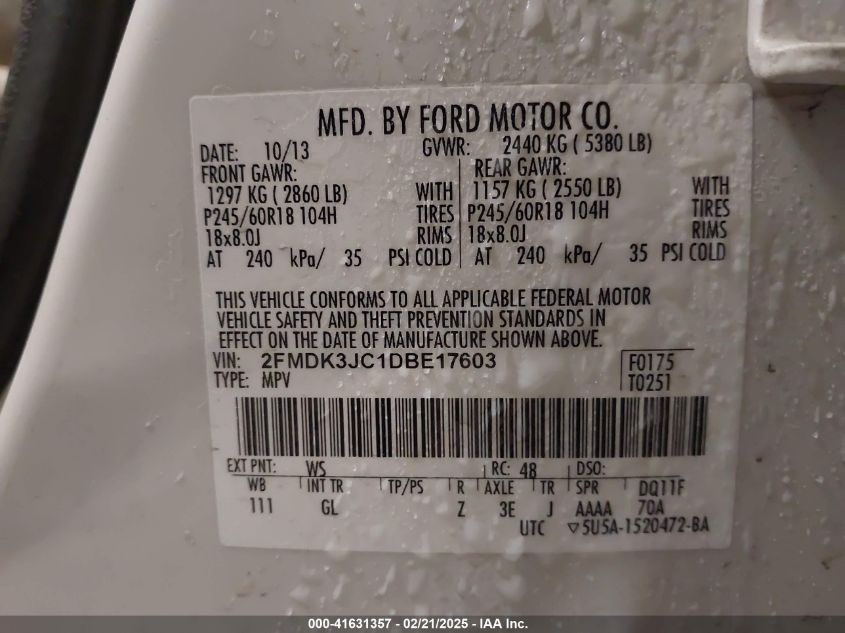 MFD. BY FORD MOTOR CO.
DATE: 10/13 GVWR: 2440 KG ( 5380 LB)
FRONT GAWR: REAR GAWR:
1297 KG ( 2860 LB) WITH 1157 KG ( 2550 LB) WITH
P245/60R18 104H TIRES P245/60R18 104H TIRES
18x8.0J RIMS 18x8.0J RIMS
AT 240 kPa/ 35 PSI COLD AT 240 kPa/ 35 PSI COLD
THIS VEHICLE CONFORMS TO ALL APPLICABLE FEDERAL MOTOR
VEHICLE SAFETY AND THEFT PREVENTION STANDARDS IN
EFFECT ON THE DATE OF MANUFACTURE SHOWN ABOVE.
VIN: 2FMDK3JC1DBE17603 F0175
TYPE: MPV T0251
EXT PNT: WS RC: 48 DSO:
WB INT TR TP/PS R AXLE TR SPR DQ11F
111 GL Z 3E J AAAA 70A
UTC ▽5U5A-1520472-BA
000-41631357 - 02/21/2025 - IAA Inc.